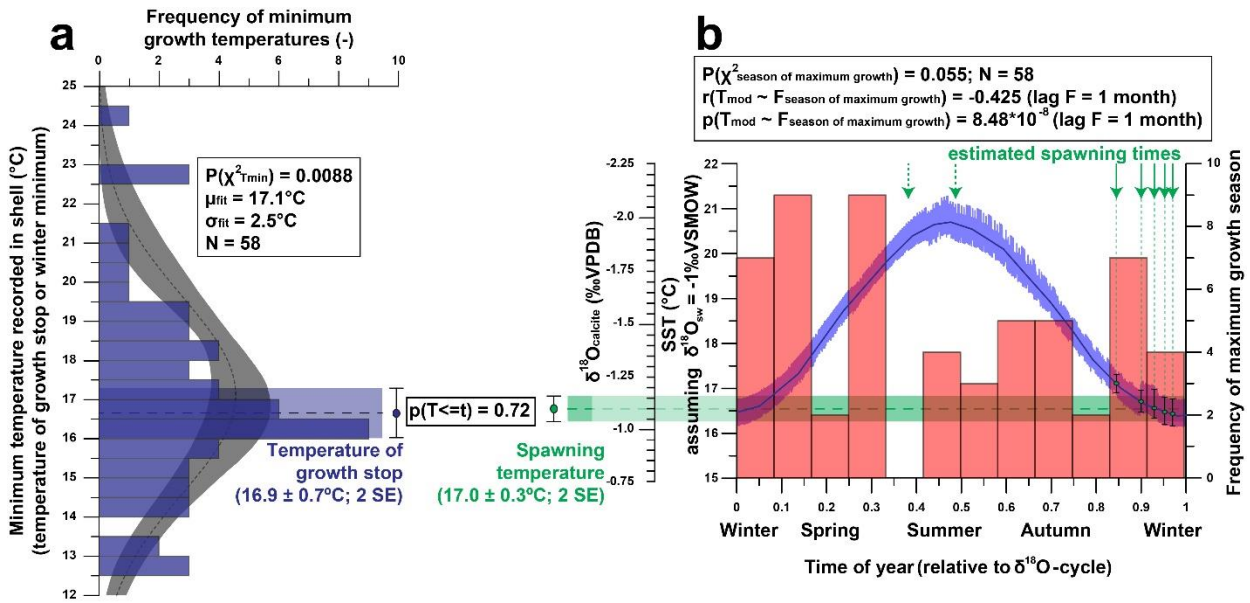 a
Frequency of minimum
growth temperatures (-)
0 2 4 6 8 10
Minimum temperature recorded in shell (°C)
(temperature of growth stop or winter minimum)
25
24
23
22
21
20
19
18
17
16
15
14
13
12
P(χ²Tmin) = 0.0088
μfit = 17.1°C
σfit = 2.5°C
N = 58
p(T<=t) = 0.72
Temperature of
growth stop
(16.9 ± 0.7ºC; 2 SE)
Spawning
temperature
(17.0 ± 0.3ºC; 2 SE)
b
P(χ²season of maximum growth) = 0.055; N = 58
r(Tmod ~ Fseason of maximum growth) = -0.425 (lag F = 1 month)
p(Tmod ~ Fseason of maximum growth) = 8.48*10⁻⁸ (lag F = 1 month)
estimated spawning times
δ¹⁸Ocalcite (‰VPDB)
-2.25
-2.0
-1.75
-1.5
-1.25
-1.0
-0.75
SST (°C)
assuming δ¹⁸Osw = -1‰VSMOW
22
21
20
19
18
17
16
15
Frequency of maximum growth season
10
8
6
4
2
0
0 0.1 0.2 0.3 0.4 0.5 0.6 0.7 0.8 0.9 1
Winter Spring Summer Autumn Winter
Time of year (relative to δ¹⁸O-cycle)